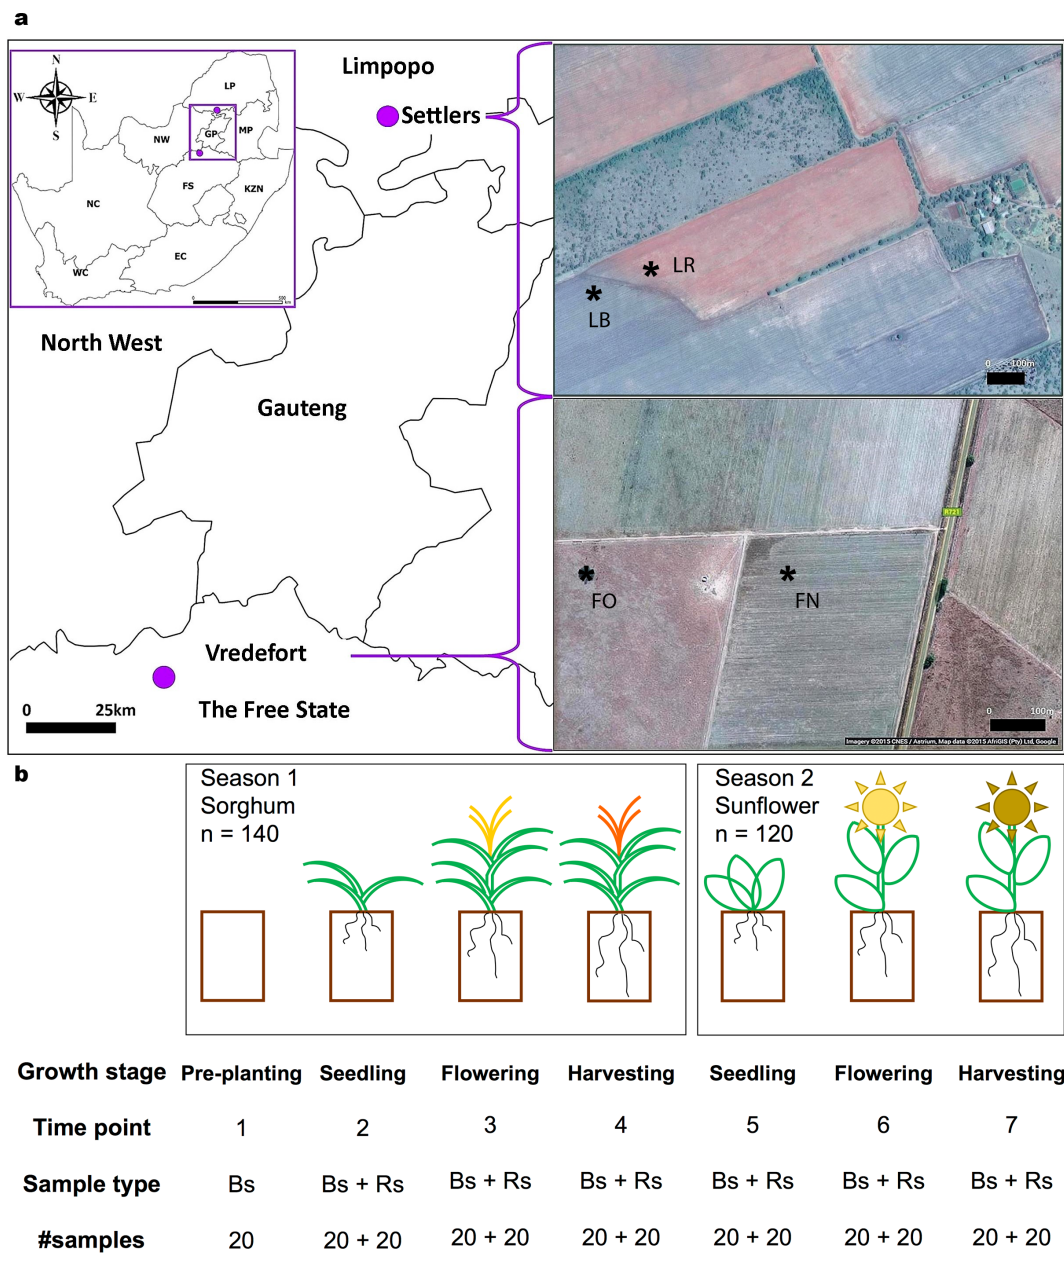 a
N
W
E
S
LP
NW
GP
MP
FS
KZN
NC
EC
WC
0
500
km
Limpopo
Settlers
North West
Gauteng
Vredefort
The Free State
0 25km
LR
LB
0 100m
R721
FO
FN
0 100m
Imagery ©2015 CNES / Astrium, Map data ©2015 AfriGIS (Pty) Ltd, Google
b
Season 1
Sorghum
n = 140
Season 2
Sunflower
n = 120
Growth stage Pre-planting Seedling Flowering Harvesting Seedling Flowering Harvesting
Time point 1 2 3 4 5 6 7
Sample type Bs Bs + Rs Bs + Rs Bs + Rs Bs + Rs Bs + Rs Bs + Rs
#samples 20 20 + 20 20 + 20 20 + 20 20 + 20 20 + 20 20 + 20